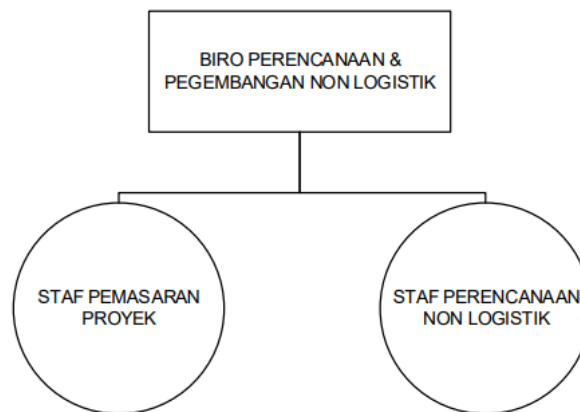 BIRO PERENCANAAN &
PEGEMBANGAN NON LOGISTIK
STAF PEMASARAN
PROYEK
STAF PERENCANAAN
NON LOGISTIK